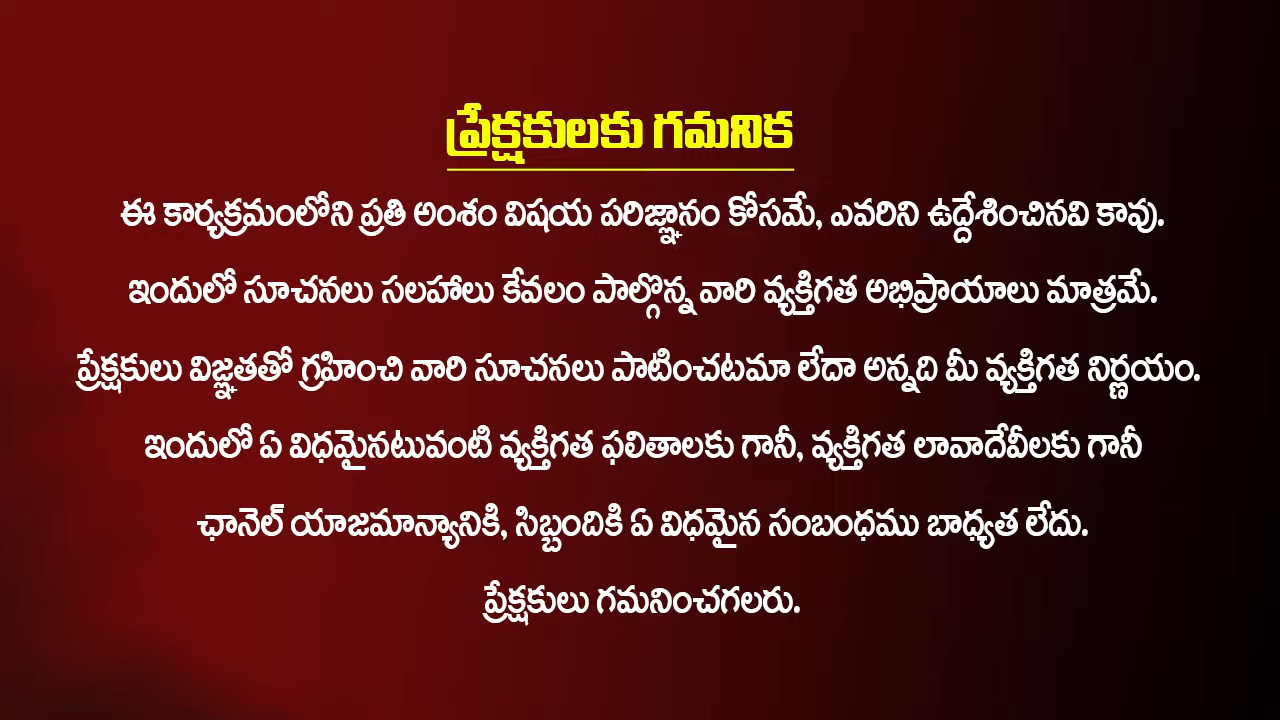 ప్రేక్షకులకు గమనిక
ఈ కార్యక్రమంలోని ప్రతి అంశం విషయ పరిజ్ఞానం కోసమే, ఎవరిని ఉద్దేశించినవి కావు.
ఇందులో సూచనలు సలహాలు కేవలం పాల్గొన్న వారి వ్యక్తిగత అభిప్రాయాలు మాత్రమే.
ప్రేక్షకులు విజ్ఞతతో గ్రహించి వారి సూచనలు పాటించటమా లేదా అన్నది మీ వ్యక్తిగత నిర్ణయం.
ఇందులో ఏ విధమైనటువంటి వ్యక్తిగత ఫలితాలకు గానీ, వ్యక్తిగత లావాదేవీలకు గానీ
ఛానెల్ యాజమాన్యానికి, సిబ్బందికి ఏ విధమైన సంబంధము బాధ్యత లేదు.
ప్రేక్షకులు గమనించగలరు.